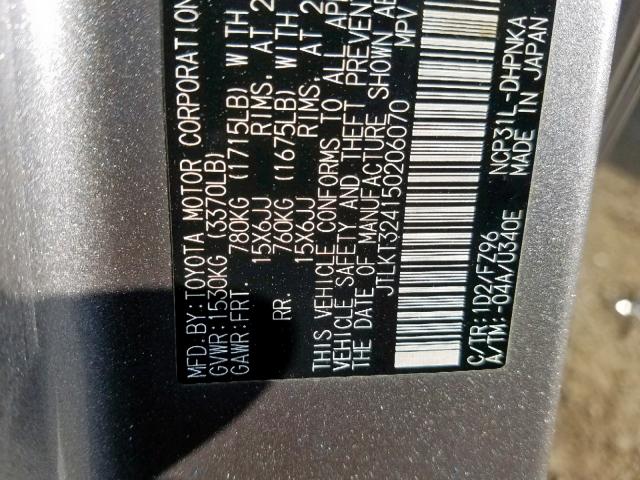 MFD.BY:TOYOTA MOTOR CORPORATION
GVWR:1530KG (3370LB)
GAWR:FRT. 780KG (1715LB) WITH
15X6JJ RIMS, AT 2
RR. 760KG (1675LB) WITH
15X6JJ RIMS, AT 2
THIS VEHICLE CONFORMS TO ALL
VEHICLE SAFETY AND THEFT PREVEN
THE DATE OF MANUFACTURE SHOWN
JTLKT324150206070 MPV
C/TR:1D2/FZ96 NCP31L-DHPNKA
A/TM:-04A/U340E MADE IN JAPAN